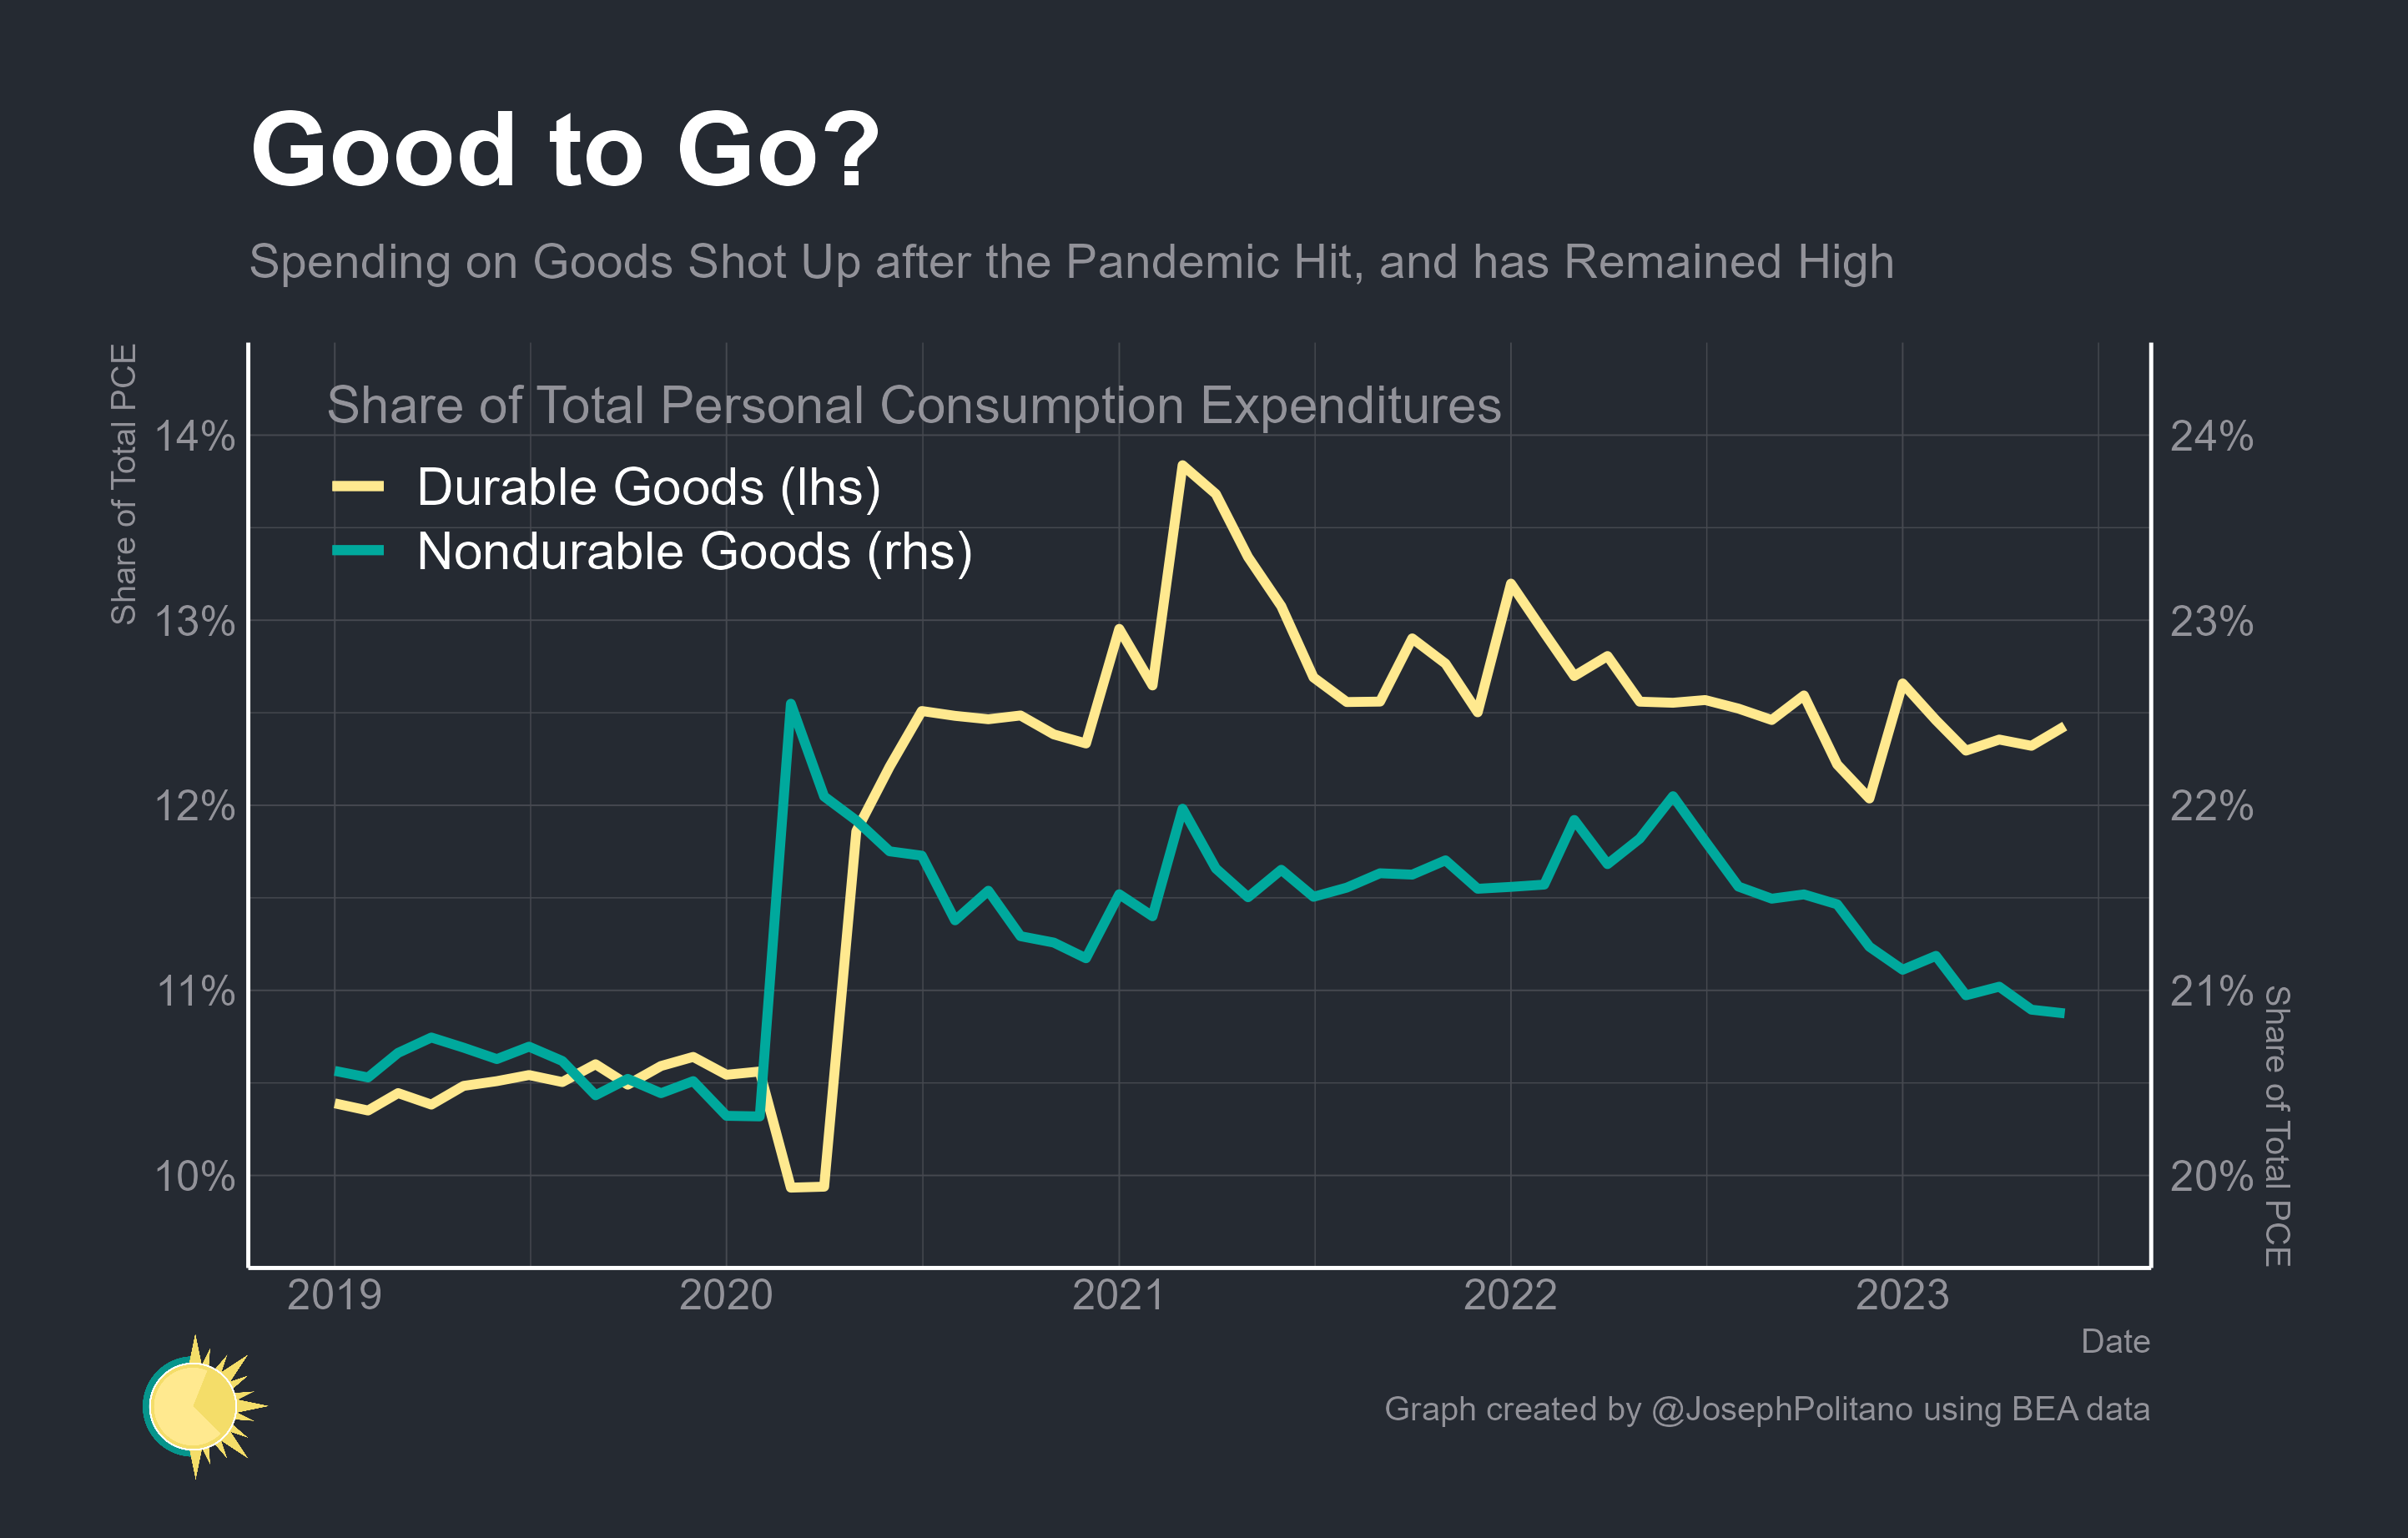 Good to Go?
Spending on Goods Shot Up after the Pandemic Hit, and has Remained High
Share of Total PCE
Share of Total Personal Consumption Expenditures
Durable Goods (lhs)
Nondurable Goods (rhs)
14%
13%
12%
11%
10%
24%
23%
22%
21%
20%
Share of Total PCE
2019
2020
2021
2022
2023
Date
Graph created by @JosephPolitano using BEA data